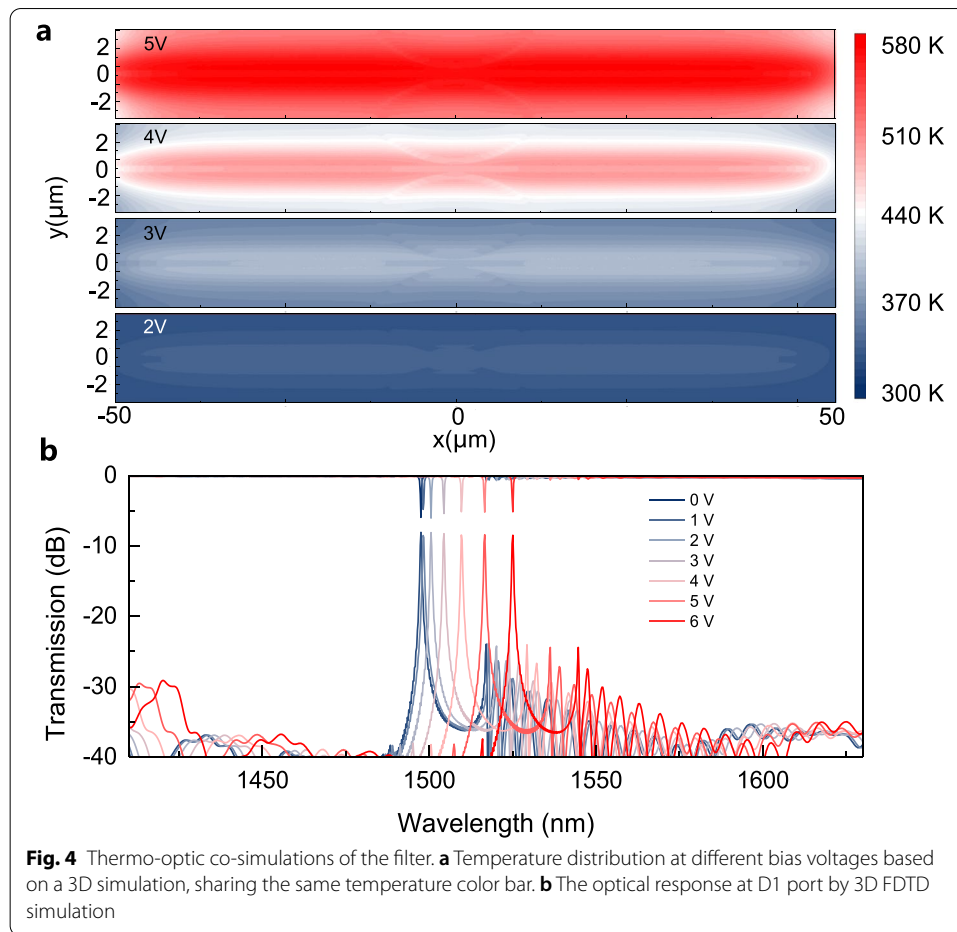 a
5V
4V
3V
2V
2
0
-2
2
0
-2
2
0
-2
2
0
-2
y(μm)
-50
0
50
x(μm)
580 K
510 K
440 K
370 K
300 K
b
0
-10
-20
-30
-40
Transmission (dB)
0 V
1 V
2 V
3 V
4 V
5 V
6 V
1450
1500
1550
1600
Wavelength (nm)
Fig. 4 Thermo-optic co-simulations of the filter. a Temperature distribution at different bias voltages based
on a 3D simulation, sharing the same temperature color bar. b The optical response at D1 port by 3D FDTD
simulation